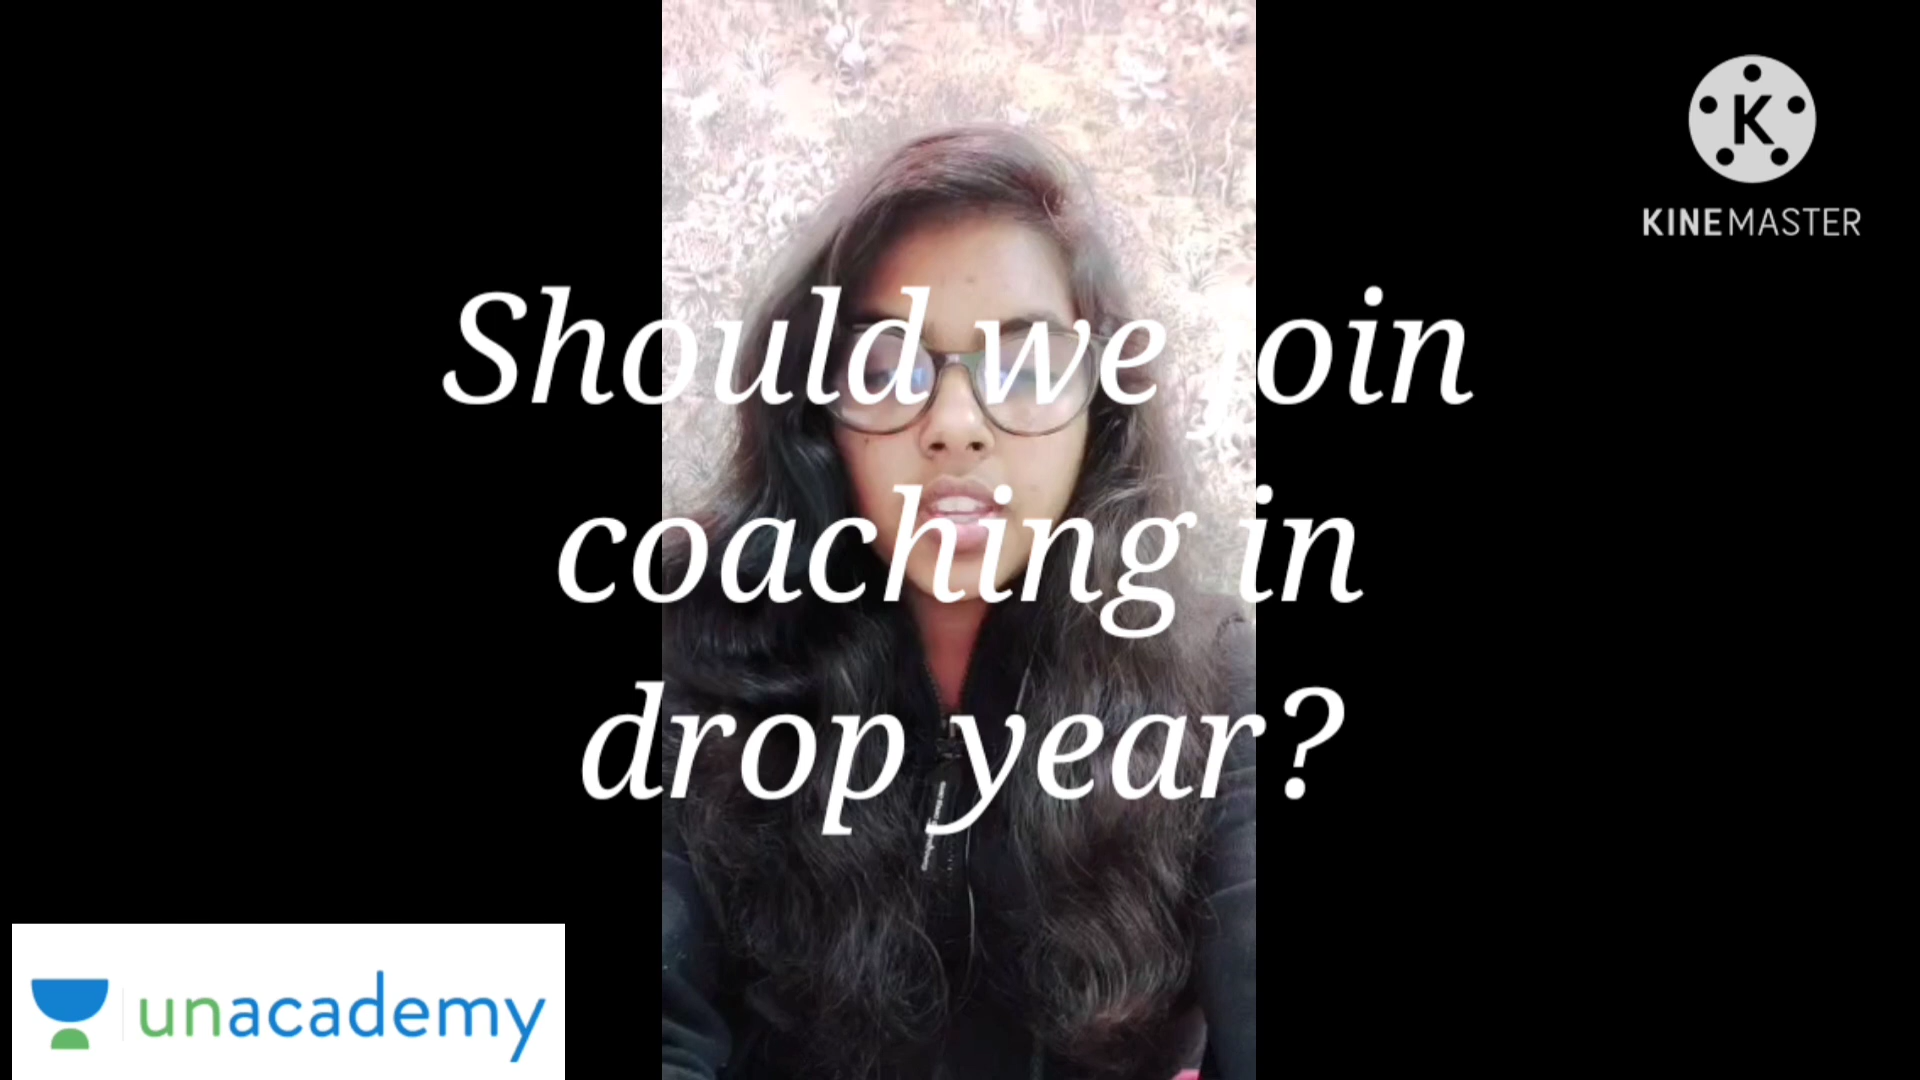 K
KINEMASTER
Should we join
coaching in
drop year?
unacademy